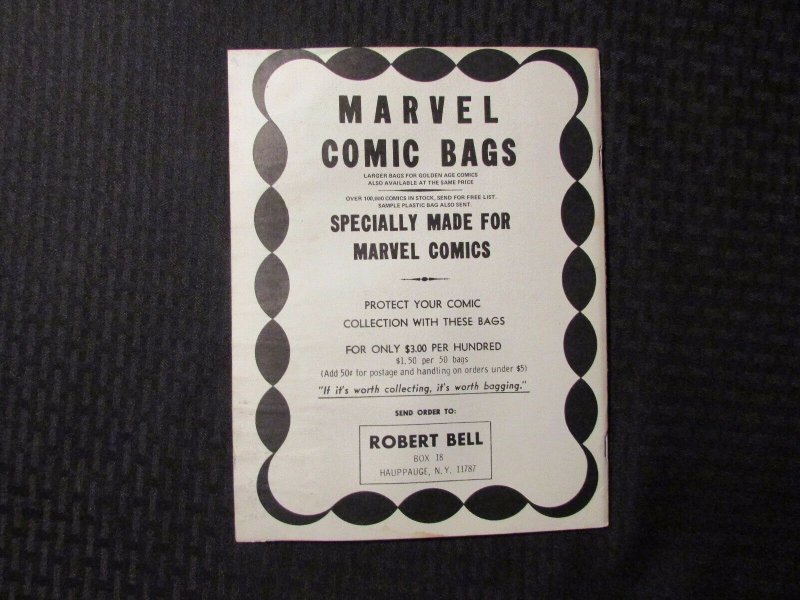 MARVEL
COMIC BAGS
LARGER BAGS FOR GOLDEN AGE COMICS
ALSO AVAILABLE AT THE SAME PRICE
OVER 100,000 COMICS IN STOCK, SEND FOR FREE LIST.
SAMPLE PLASTIC BAG ALSO SENT.
SPECIALLY MADE FOR
MARVEL COMICS
PROTECT YOUR COMIC
COLLECTION WITH THESE BAGS
FOR ONLY $3.00 PER HUNDRED
$1.50 per 50 bags
(Add 50¢ for postage and handling on orders under $5)
"If it's worth collecting, it's worth bagging."
SEND ORDER TO:
ROBERT BELL
BOX 18
HAUPPAUGE, N.Y. 11787